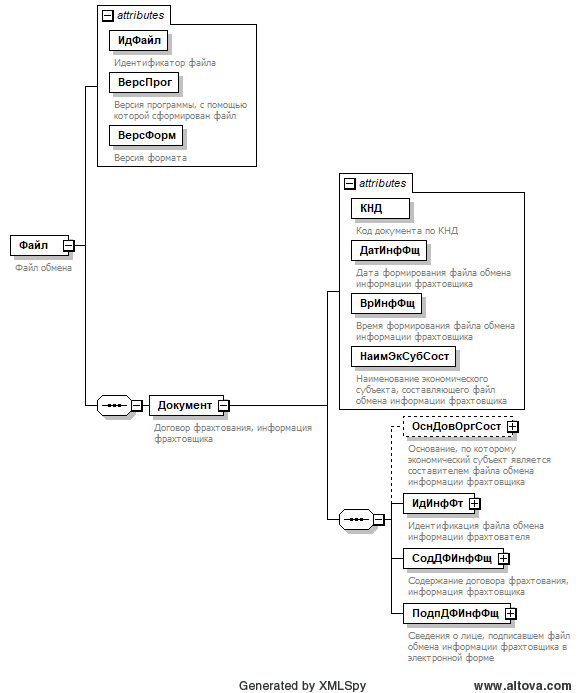 attributes
ИдФайл
Идентификатор файла
ВерсПрог
Версия программы, с помощью
которой сформирован файл
ВерсФорм
Версия формата
Файл
Файл обмена
Документ
Договор фрахтования, информация
фрахтовщика
attributes
КНД
Код документа по КНД
ДатИнфФщ
Дата формирования файла обмена
информации фрахтовщика
ВрИнфФщ
Время формирования файла обмена
информации фрахтовщика
НаимЭкСубСост
Наименование экономического
субъекта, составляющего файл
обмена информации фрахтовщика
ОснДовОргСост
Основание, по которому
экономический субъект является
составителем файла обмена
информации фрахтовщика
ИдИнфФт
Идентификация файла обмена
информации фрахтователя
СодДФИнфФщ
Содержание договора фрахтования,
информация фрахтовщика
ПодпДФИнфФщ
Сведения о лице, подписавшем файл
обмена информации фрахтовщика в
электронной форме
Generated by XMLSpy
www.altova.com